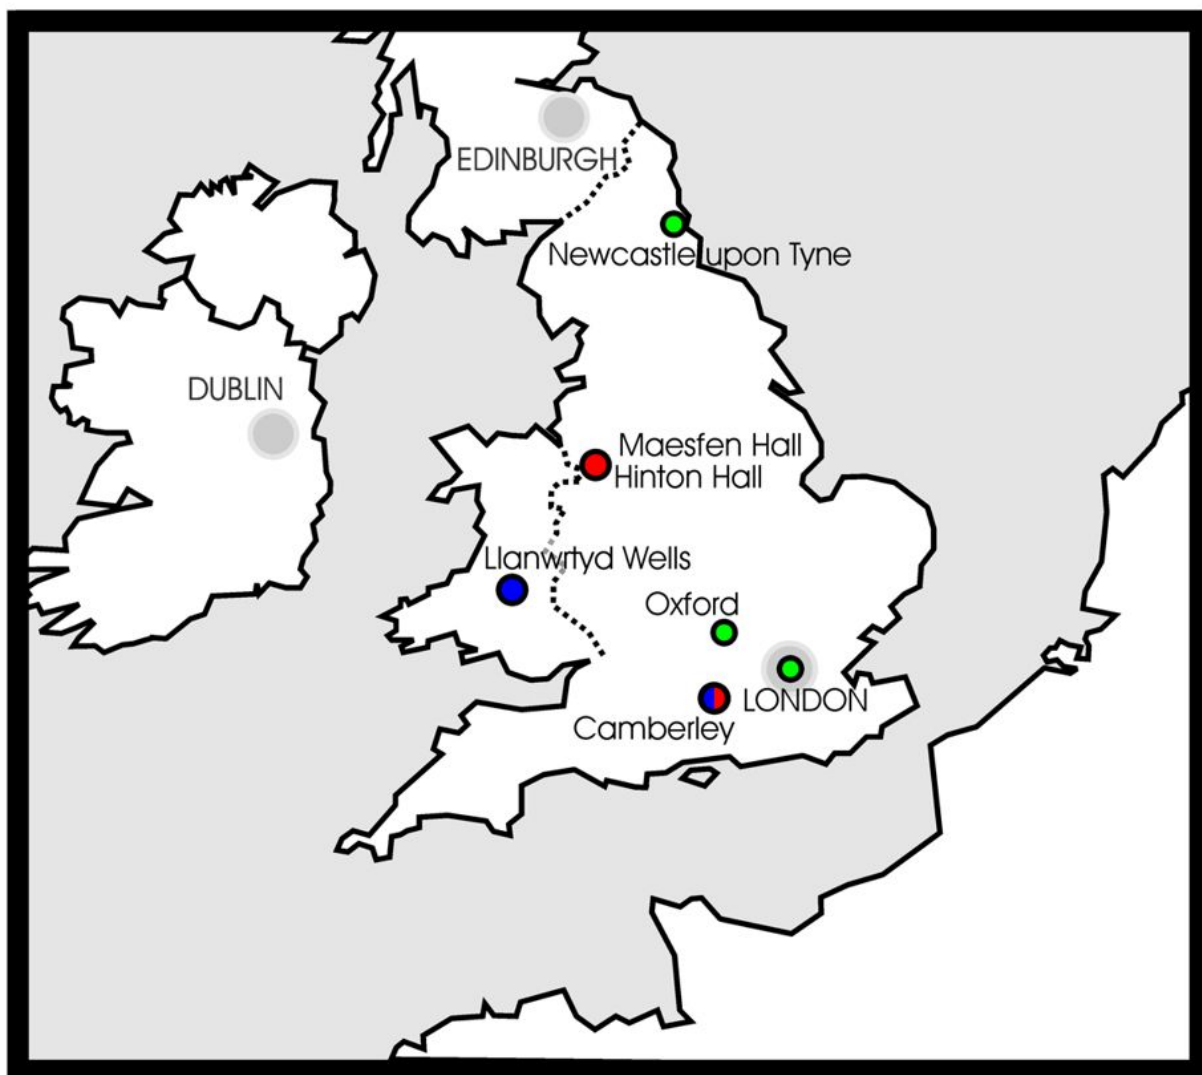 EDINBURGH
Newcastle upon Tyne
DUBLIN
Maesfen Hall
Hinton Hall
Llanwrtyd Wells
Oxford
LONDON
Camberley